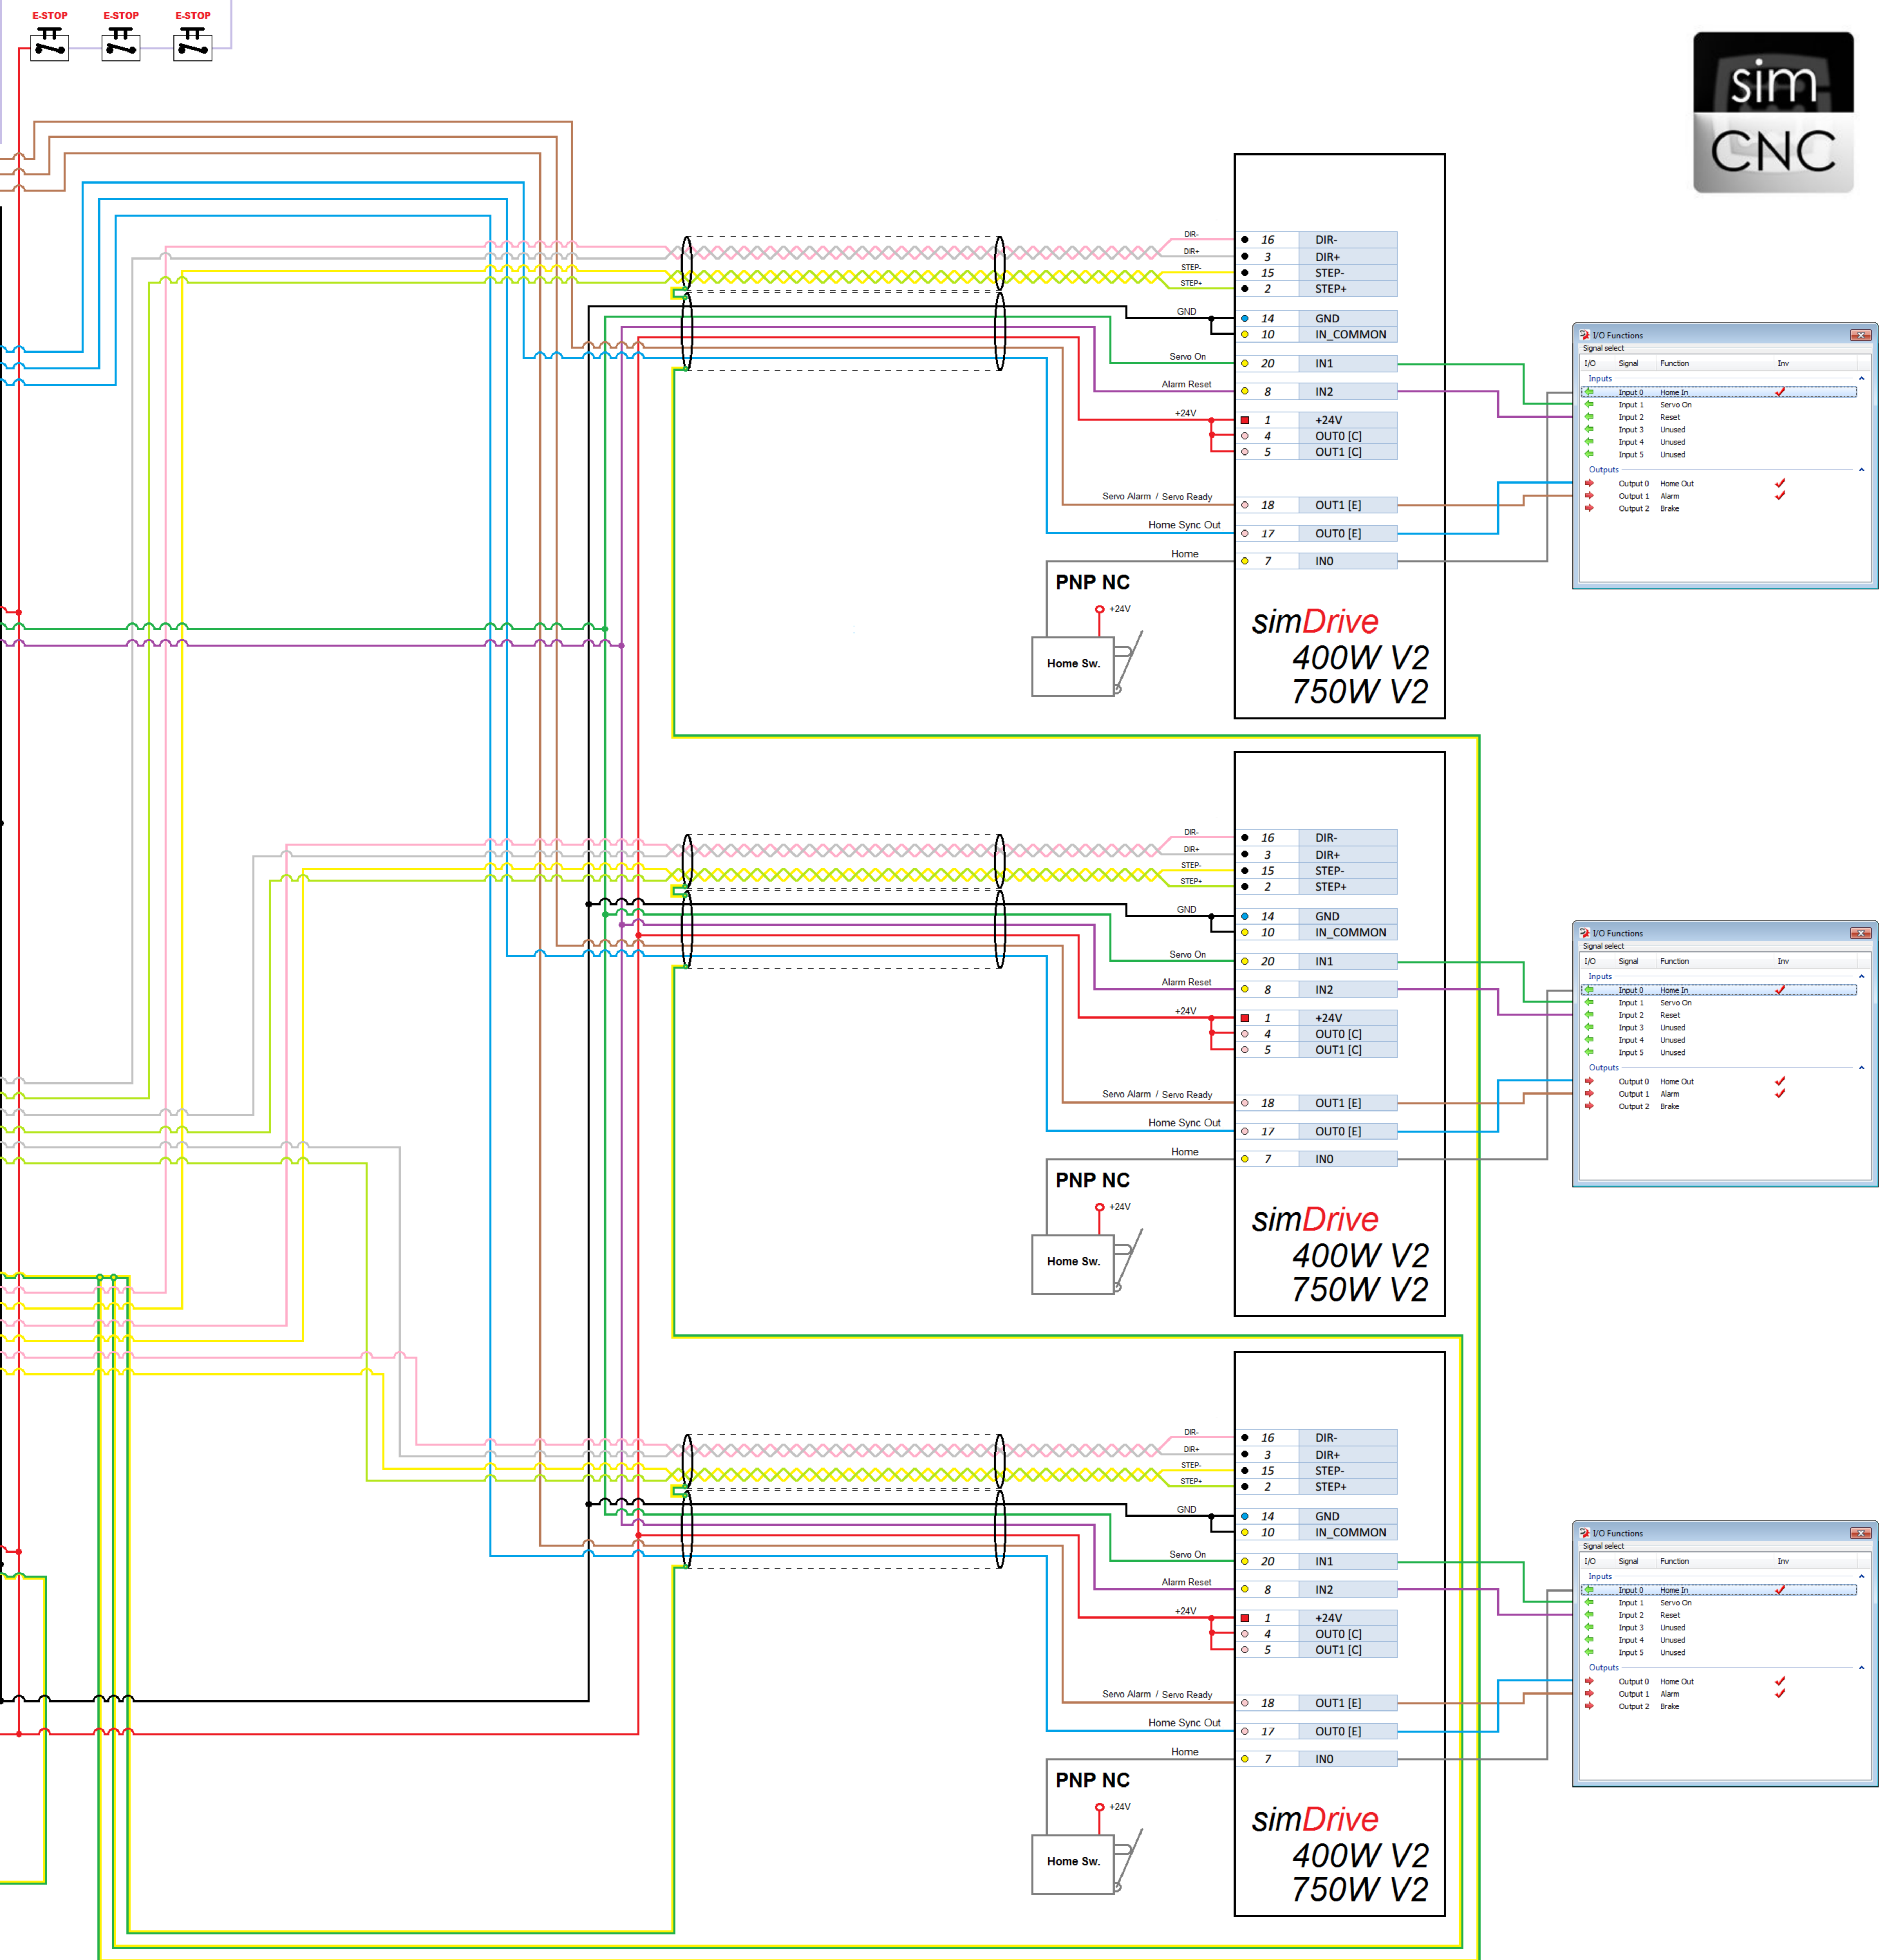 E-STOP E-STOP E-STOP
sim
CNC
DIR- 16 DIR-
DIR+ 3 DIR+
STEP- 15 STEP-
STEP+ 2 STEP+
GND 14 GND
10 IN_COMMON
Servo On 20 IN1
Alarm Reset 8 IN2
+24V 1 +24V
4 OUT0 [C]
5 OUT1 [C]
Servo Alarm / Servo Ready 18 OUT1 [E]
Home Sync Out 17 OUT0 [E]
Home 7 IN0
PNP NC
+24V
Home Sw.
simDrive
400W V2
750W V2
I/O Functions
Signal select
I/O Signal Function Inv
Inputs
Input 0 Home In
Input 1 Servo On
Input 2 Reset
Input 3 Unused
Input 4 Unused
Input 5 Unused
Outputs
Output 0 Home Out
Output 1 Alarm
Output 2 Brake
DIR- 16 DIR-
DIR+ 3 DIR+
STEP- 15 STEP-
STEP+ 2 STEP+
GND 14 GND
10 IN_COMMON
Servo On 20 IN1
Alarm Reset 8 IN2
+24V 1 +24V
4 OUT0 [C]
5 OUT1 [C]
Servo Alarm / Servo Ready 18 OUT1 [E]
Home Sync Out 17 OUT0 [E]
Home 7 IN0
PNP NC
+24V
Home Sw.
simDrive
400W V2
750W V2
I/O Functions
Signal select
I/O Signal Function Inv
Inputs
Input 0 Home In
Input 1 Servo On
Input 2 Reset
Input 3 Unused
Input 4 Unused
Input 5 Unused
Outputs
Output 0 Home Out
Output 1 Alarm
Output 2 Brake
DIR- 16 DIR-
DIR+ 3 DIR+
STEP- 15 STEP-
STEP+ 2 STEP+
GND 14 GND
10 IN_COMMON
Servo On 20 IN1
Alarm Reset 8 IN2
+24V 1 +24V
4 OUT0 [C]
5 OUT1 [C]
Servo Alarm / Servo Ready 18 OUT1 [E]
Home Sync Out 17 OUT0 [E]
Home 7 IN0
PNP NC
+24V
Home Sw.
simDrive
400W V2
750W V2
I/O Functions
Signal select
I/O Signal Function Inv
Inputs
Input 0 Home In
Input 1 Servo On
Input 2 Reset
Input 3 Unused
Input 4 Unused
Input 5 Unused
Outputs
Output 0 Home Out
Output 1 Alarm
Output 2 Brake